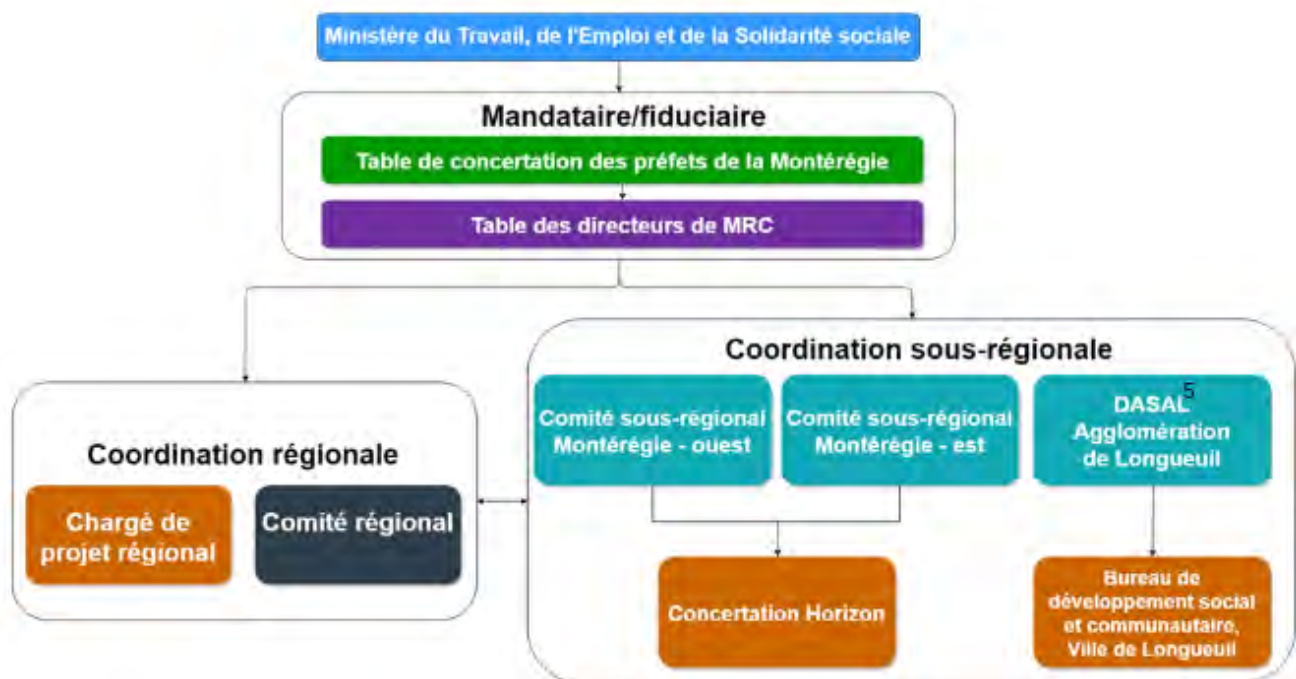 Ministère du Travail, de l'Emploi et de la Solidarité sociale
Mandataire/fiduciaire
Table de concertation des préfets de la Montérégie
Table des directeurs de MRC
Coordination régionale
Chargé de
projet régional
Comité régional
Coordination sous-régionale
Comité sous-régional
Montérégie - ouest
Comité sous-régional
Montérégie - est
DASAL5
Agglomération
de Longueuil
Concertation Horizon
Bureau de
développement social
et communautaire,
Ville de Longueuil